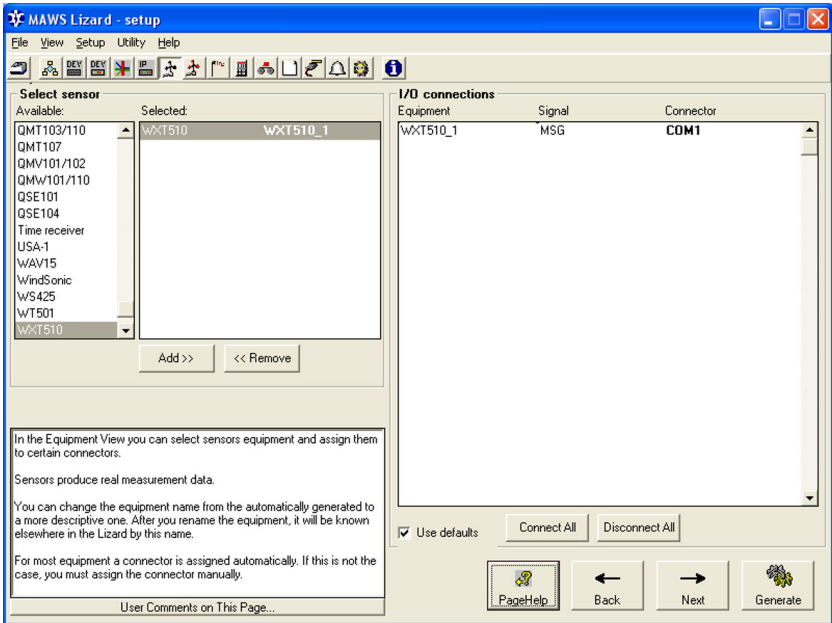 MAWS Lizard - setup
File View Setup Utility Help
DEV DEV IP
Select sensor
Available: Selected:
QMT103/110
QMT107
QMV101/102
QMW101/110
QSE101
QSE104
Time receiver
USA-1
WAV15
WindSonic
WS425
WT501
WXT510
WXT510 WXT510_1
Add >> << Remove
I/O connections
Equipment Signal Connector
WXT510_1 MSG COM1
Use defaults Connect All Disconnect All
In the Equipment View you can select sensors equipment and assign them
to certain connectors.
Sensors produce real measurement data.
You can change the equipment name from the automatically generated to
a more descriptive one. After you rename the equipment, it will be known
elsewhere in the Lizard by this name.
For most equipment a connector is assigned automatically. If this is not the
case, you must assign the connector manually.
User Comments on This Page...
PageHelp Back Next Generate